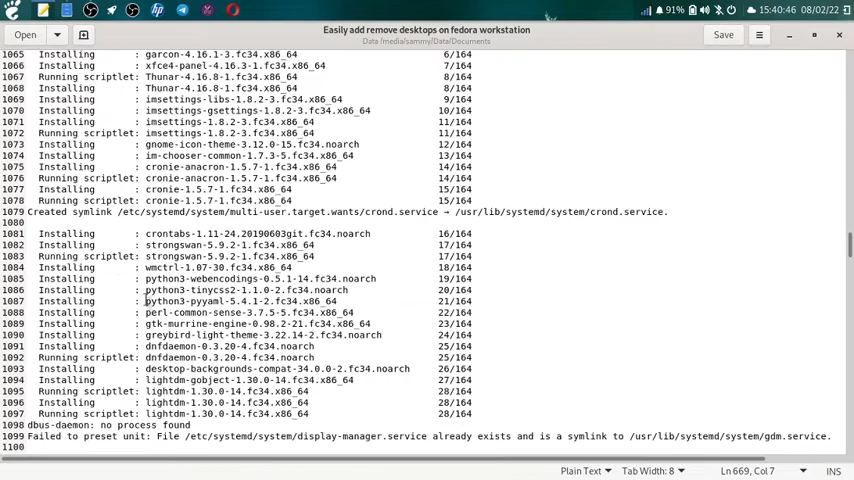 91%
15:40:46
08/02/22
Open
Easily add remove desktops on fedora workstation
Data /media/sammy/Data/Documents
Save
1065 Installing : garcon-4.16.1-3.fc34.x86_64 6/164
1066 Installing : xfce4-panel-4.16.3-1.fc34.x86_64 7/164
1067 Running scriptlet: Thunar-4.16.8-1.fc34.x86_64 8/164
1068 Installing : Thunar-4.16.8-1.fc34.x86_64 8/164
1069 Installing : imsettings-libs-1.8.2-3.fc34.x86_64 9/164
1070 Installing : imsettings-gsettings-1.8.2-3.fc34.x86_64 10/164
1071 Installing : imsettings-1.8.2-3.fc34.x86_64 11/164
1072 Running scriptlet: imsettings-1.8.2-3.fc34.x86_64 11/164
1073 Installing : gnome-icon-theme-3.12.0-15.fc34.noarch 12/164
1074 Installing : im-chooser-common-1.7.3-5.fc34.x86_64 13/164
1075 Installing : cronie-anacron-1.5.7-1.fc34.x86_64 14/164
1076 Running scriptlet: cronie-anacron-1.5.7-1.fc34.x86_64 14/164
1077 Installing : cronie-1.5.7-1.fc34.x86_64 15/164
1078 Running scriptlet: cronie-1.5.7-1.fc34.x86_64 15/164
1079 Created symlink /etc/systemd/system/multi-user.target.wants/crond.service → /usr/lib/systemd/system/crond.service.
1080
1081 Installing : crontabs-1.11-24.20190603git.fc34.noarch 16/164
1082 Installing : strongswan-5.9.2-1.fc34.x86_64 17/164
1083 Running scriptlet: strongswan-5.9.2-1.fc34.x86_64 17/164
1084 Installing : wmctrl-1.07-30.fc34.x86_64 18/164
1085 Installing : python3-webencodings-0.5.1-14.fc34.noarch 19/164
1086 Installing : python3-tinycss2-1.1.0-2.fc34.noarch 20/164
1087 Installing : python3-pyyaml-5.4.1-2.fc34.x86_64 21/164
1088 Installing : perl-common-sense-3.7.5-5.fc34.x86_64 22/164
1089 Installing : gtk-murrine-engine-0.98.2-21.fc34.x86_64 23/164
1090 Installing : greybird-light-theme-3.22.14-2.fc34.noarch 24/164
1091 Installing : dnfdaemon-0.3.20-4.fc34.noarch 25/164
1092 Running scriptlet: dnfdaemon-0.3.20-4.fc34.noarch 25/164
1093 Installing : desktop-backgrounds-compat-34.0.0-2.fc34.noarch 26/164
1094 Installing : lightdm-gobject-1.30.0-14.fc34.x86_64 27/164
1095 Running scriptlet: lightdm-1.30.0-14.fc34.x86_64 28/164
1096 Installing : lightdm-1.30.0-14.fc34.x86_64 28/164
1097 Running scriptlet: lightdm-1.30.0-14.fc34.x86_64 28/164
1098 dbus-daemon: no process found
1099 Failed to preset unit: File /etc/systemd/system/display-manager.service already exists and is a symlink to /usr/lib/systemd/system/gdm.service.
1100
Plain Text
Tab Width: 8
Ln 669, Col 7
INS